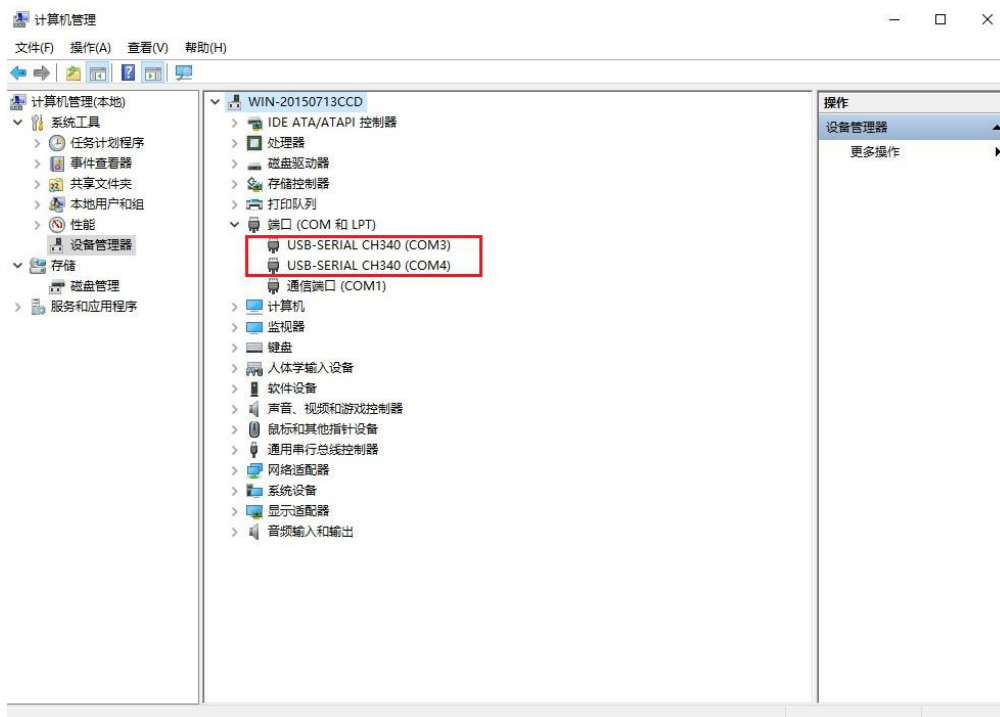 计算机管理
文件(F) 操作(A) 查看(V) 帮助(H)
计算机管理(本地)
系统工具
任务计划程序
事件查看器
共享文件夹
本地用户和组
性能
设备管理器
存储
磁盘管理
服务和应用程序
WIN-20150713CCD
IDE ATA/ATAPI 控制器
处理器
磁盘驱动器
存储控制器
打印队列
端口 (COM 和 LPT)
USB-SERIAL CH340 (COM3)
USB-SERIAL CH340 (COM4)
通信端口 (COM1)
计算机
监视器
键盘
人体学输入设备
软件设备
声音、视频和游戏控制器
鼠标和其他指针设备
通用串行总线控制器
网络适配器
系统设备
显示适配器
音频输入和输出
操作
设备管理器
更多操作